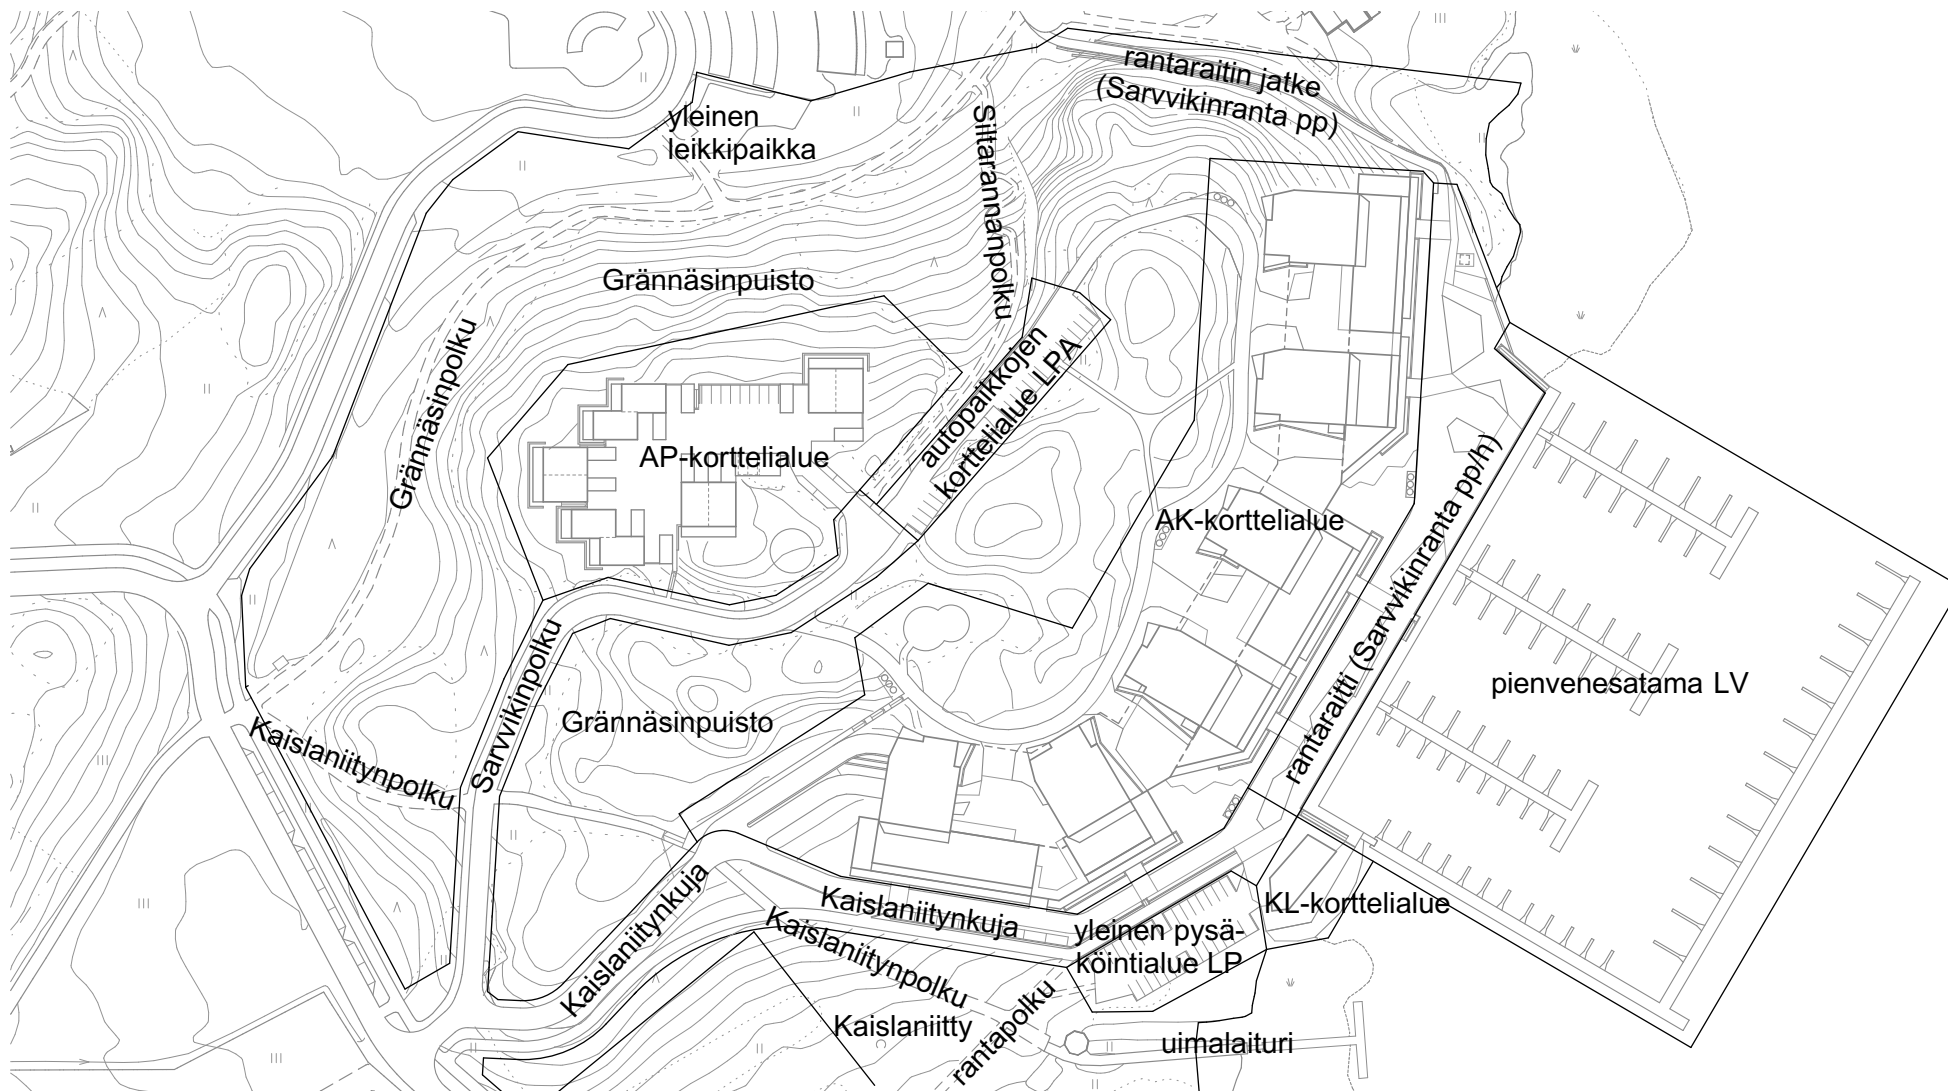 rantaraitin jatke
(Sarvvikinranta pp)
yleinen
leikkipaikka
Siltarannanpolku
Grännäsinpuisto
Grännäsinpolku
autopaikkojen
korttelialue LPA
AP-korttelialue
AK-korttelialue
rantaraitti (Sarvvikinranta pp/h)
pienvenesatama LV
Sarvvikinpolku
Grännäsinpuisto
Kaislaniitynpolku
Kaislaniitynkuja
Kaislaniitynkuja
Kaislaniitynpolku
yleinen pysä-
köintialue LP
KL-korttelialue
Kaislaniitty
rantapolku
uimalaituri